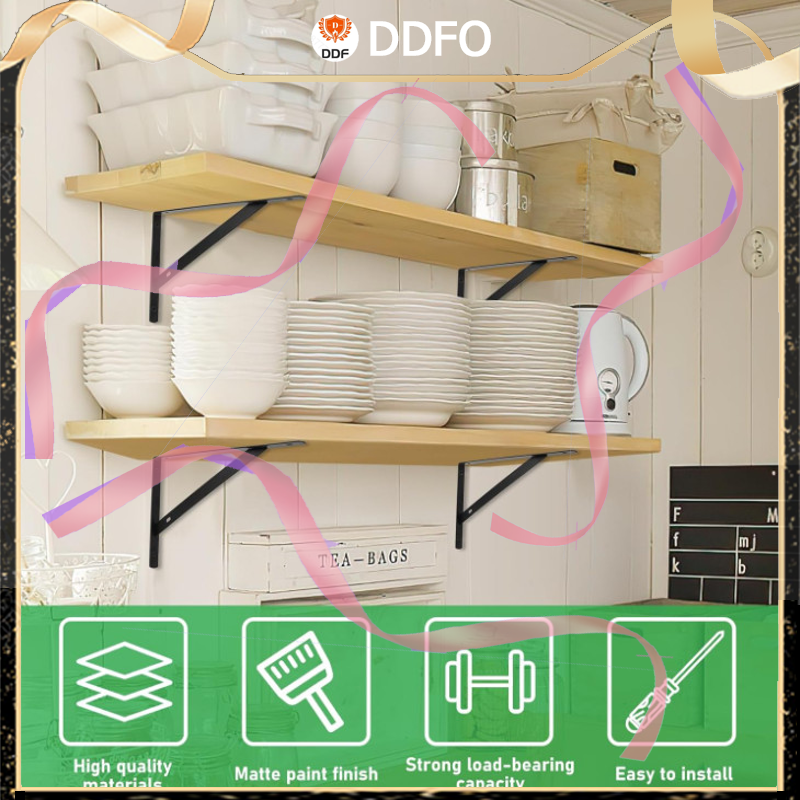 DDF
DDFO
TEA-BAGS
F M
f mj
k b
High quality
materials
Matte paint finish
Strong load-bearing
capacity
Easy to install